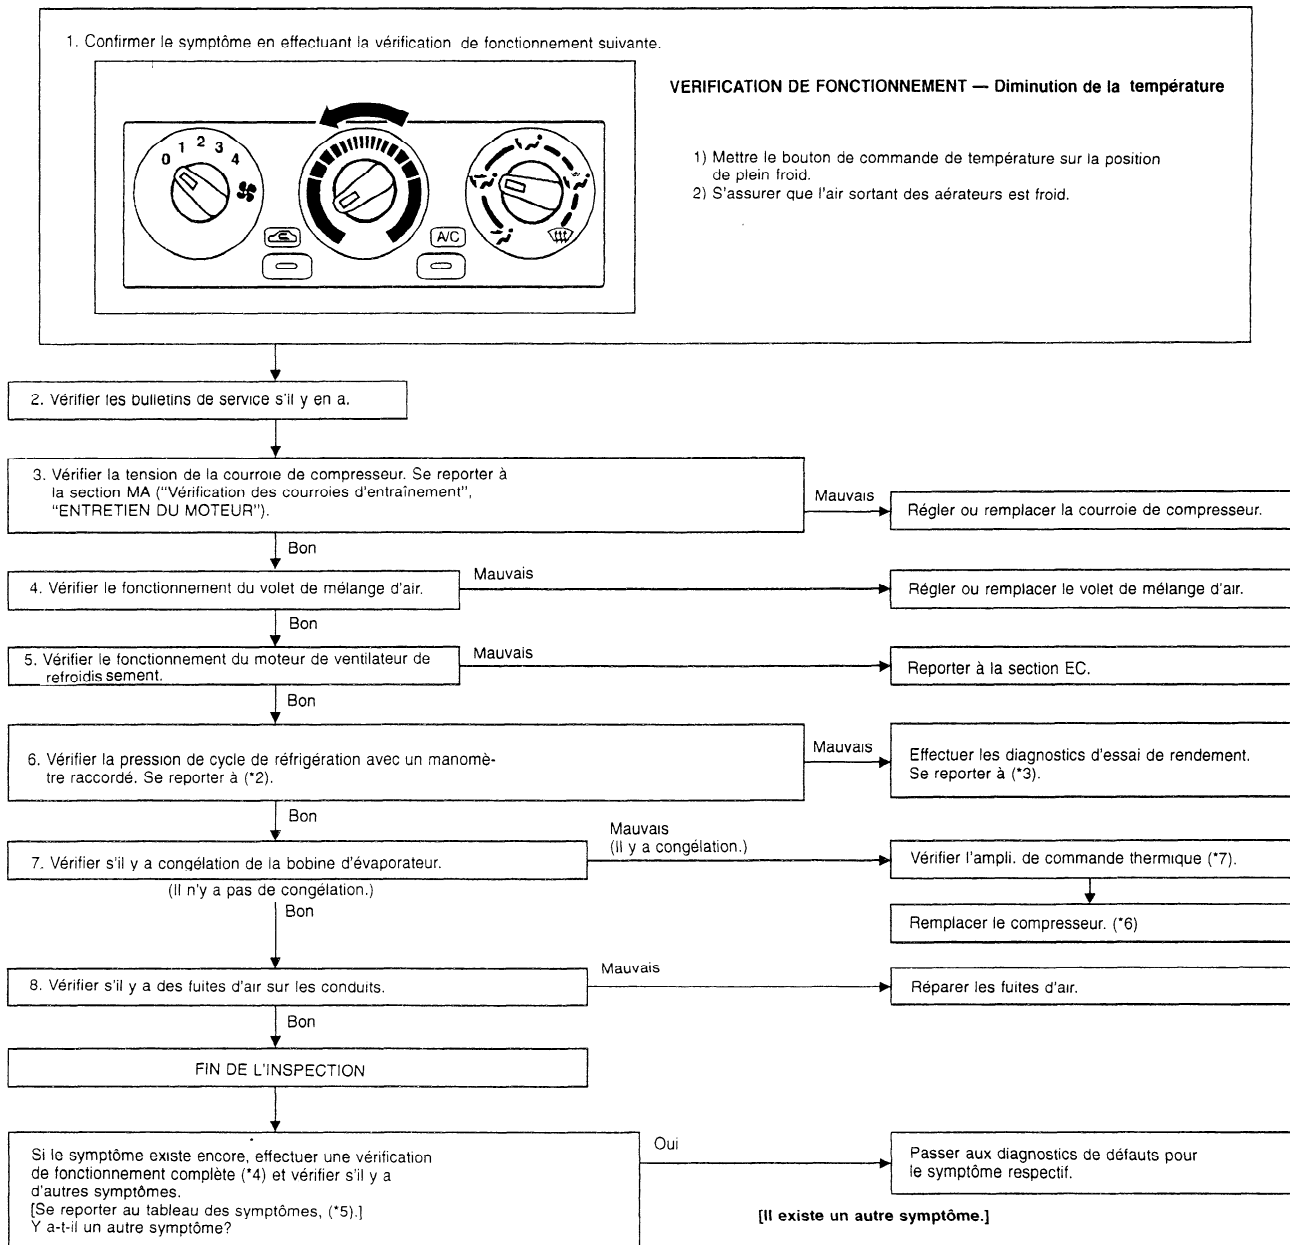 1. Confirmer le symptôme en effectuant la vérification de fonctionnement suivante.
VERIFICATION DE FONCTIONNEMENT — Diminution de la température
1) Mettre le bouton de commande de température sur la position
de plein froid.
2) S'assurer que l'air sortant des aérateurs est froid.
0 1 2 3 4
A/C
2. Vérifier les bulletins de service s'il y en a.
3. Vérifier la tension de la courroie de compresseur. Se reporter à
la section MA ("Vérification des courroies d'entraînement",
"ENTRETIEN DU MOTEUR").
Mauvais
Régler ou remplacer la courroie de compresseur.
Bon
4. Vérifier le fonctionnement du volet de mélange d'air.
Mauvais
Régler ou remplacer le volet de mélange d'air.
Bon
5. Vérifier le fonctionnement du moteur de ventilateur de
refroidis sement.
Mauvais
Reporter à la section EC.
Bon
6. Vérifier la pression de cycle de réfrigération avec un manomè-
tre raccordé. Se reporter à (*2).
Mauvais
Effectuer les diagnostics d'essai de rendement.
Se reporter à (*3).
Bon
7. Vérifier s'il y a congélation de la bobine d'évaporateur.
Mauvais
(Il y a congélation.)
Vérifier l'ampli. de commande thermique (*7).
Remplacer le compresseur. (*6)
(Il n'y a pas de congélation.)
Bon
8. Vérifier s'il y a des fuites d'air sur les conduits.
Mauvais
Réparer les fuites d'air.
Bon
FIN DE L'INSPECTION
Si le symptôme existe encore, effectuer une vérification
de fonctionnement complète (*4) et vérifier s'il y a
d'autres symptômes.
[Se reporter au tableau des symptômes, (*5).]
Y a-t-il un autre symptôme?
Oui
Passer aux diagnostics de défauts pour
le symptôme respectif.
[Il existe un autre symptôme.]